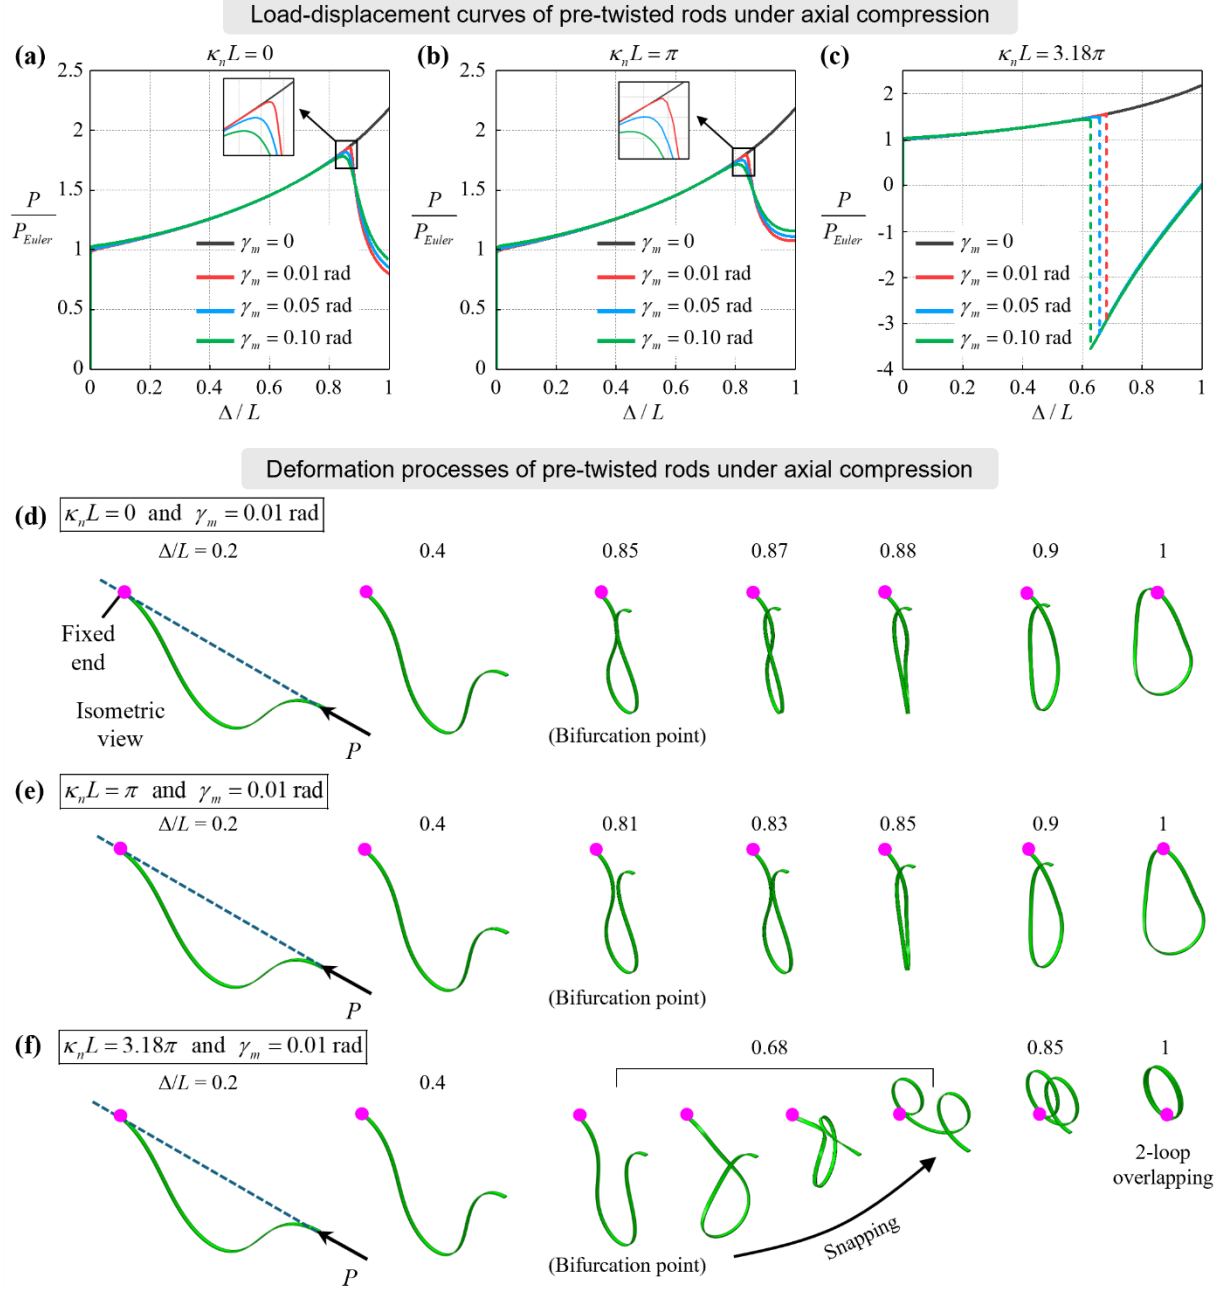 Load-displacement curves of pre-twisted rods under axial compression
(a) κₙL = 0
2.5
2
1.5
1
0.5
0
P / P_Euler
γₘ = 0
γₘ = 0.01 rad
γₘ = 0.05 rad
γₘ = 0.10 rad
0 0.2 0.4 0.6 0.8 1
Δ / L
(b) κₙL = π
2.5
2
1.5
1
0.5
0
P / P_Euler
γₘ = 0
γₘ = 0.01 rad
γₘ = 0.05 rad
γₘ = 0.10 rad
0 0.2 0.4 0.6 0.8 1
Δ / L
(c) κₙL = 3.18π
2
1
0
-1
-2
-3
-4
P / P_Euler
γₘ = 0
γₘ = 0.01 rad
γₘ = 0.05 rad
γₘ = 0.10 rad
0 0.2 0.4 0.6 0.8 1
Δ / L
Deformation processes of pre-twisted rods under axial compression
(d) κₙL = 0 and γₘ = 0.01 rad
Δ/L = 0.2 0.4 0.85 0.87 0.88 0.9 1
Fixed
end
Isometric
view
P
(Bifurcation point)
(e) κₙL = π and γₘ = 0.01 rad
Δ/L = 0.2 0.4 0.81 0.83 0.85 0.9 1
P
(Bifurcation point)
(f) κₙL = 3.18π and γₘ = 0.01 rad
Δ/L = 0.2 0.4 0.68 0.85 1
2-loop
overlapping
Snapping
P
(Bifurcation point)